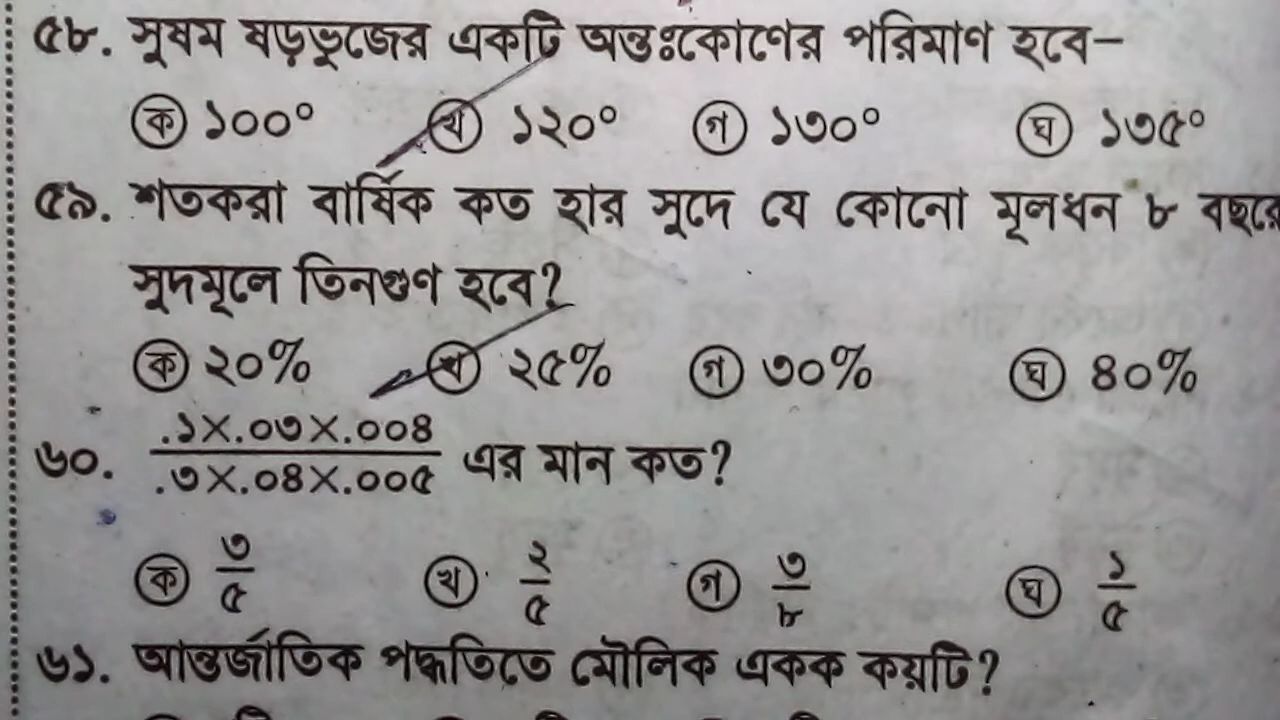 ৫৮. সুষম ষড়ভুজের একটি অন্তঃকোণের পরিমাণ হবে–
ক ১০০° খ ১২০° গ ১৩০° ঘ ১৩৫°
৫৯. শতকরা বার্ষিক কত হার সুদে যে কোনো মূলধন ৮ বছরে
সুদমূলে তিনগুণ হবে?
ক ২০% খ ২৫% গ ৩০% ঘ ৪০%
৬০. .১×.০৩×.০০৪ / .৩×.০৪×.০০৫ এর মান কত?
ক ৩/৫ খ ২/৫ গ ৩/৮ ঘ ১/৫
৬১. আন্তর্জাতিক পদ্ধতিতে মৌলিক একক কয়টি?